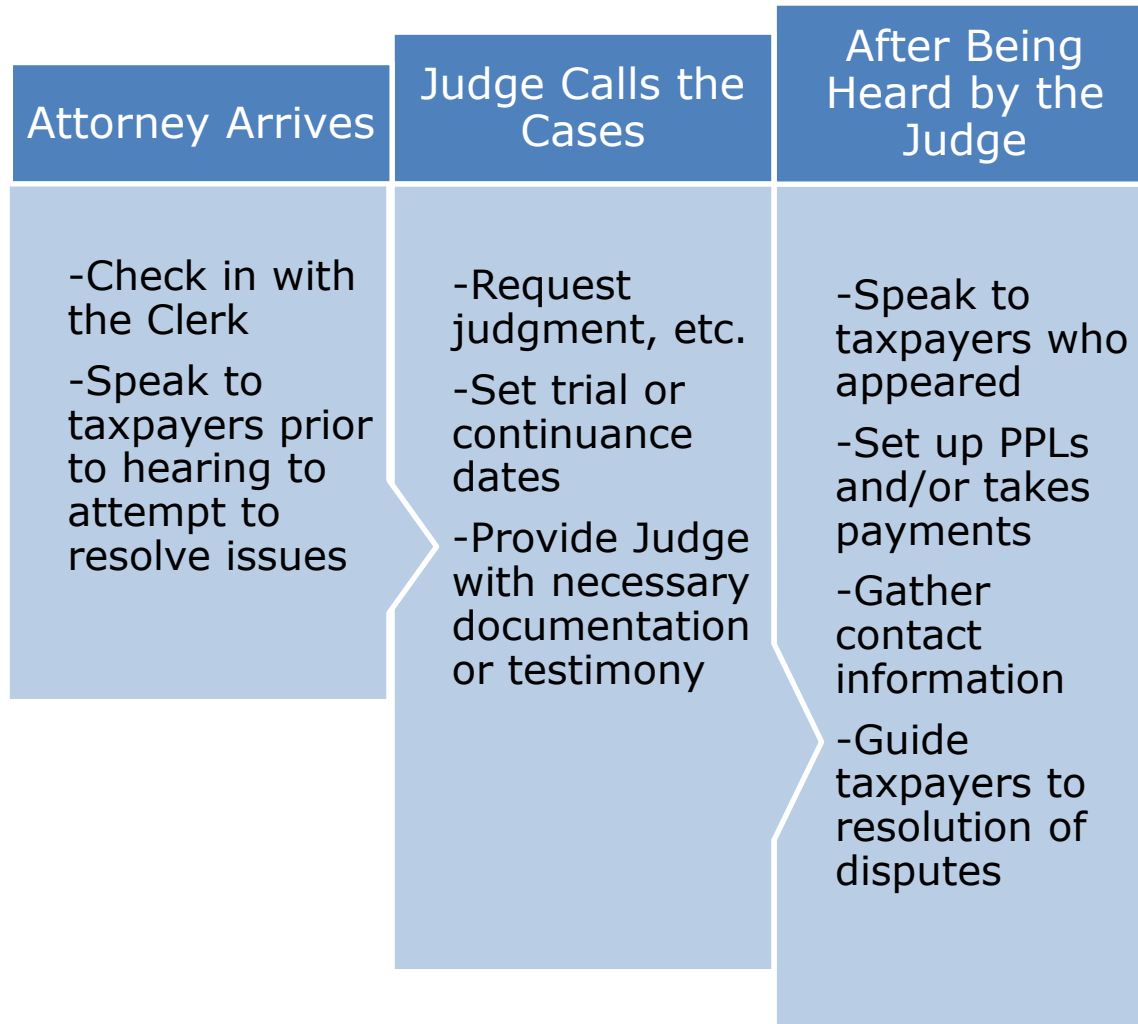 Attorney Arrives
-Check in with
the Clerk
-Speak to
taxpayers prior
to hearing to
attempt to
resolve issues
Judge Calls the
Cases
-Request
judgment, etc.
-Set trial or
continuance
dates
-Provide Judge
with necessary
documentation
or testimony
After Being
Heard by the
Judge
-Speak to
taxpayers who
appeared
-Set up PPLs
and/or takes
payments
-Gather
contact
information
-Guide
taxpayers to
resolution of
disputes